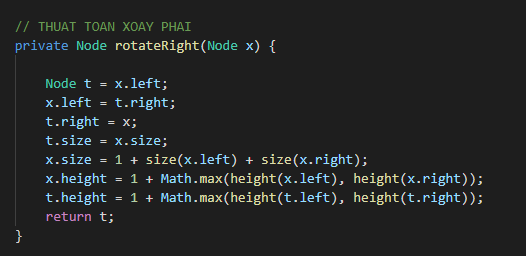 // THUAT TOAN XOAY PHAI
private Node rotateRight(Node x) {
Node t = x.left;
x.left = t.right;
t.right = x;
t.size = x.size;
x.size = 1 + size(x.left) + size(x.right);
x.height = 1 + Math.max(height(x.left), height(x.right));
t.height = 1 + Math.max(height(t.left), height(t.right));
return t;
}